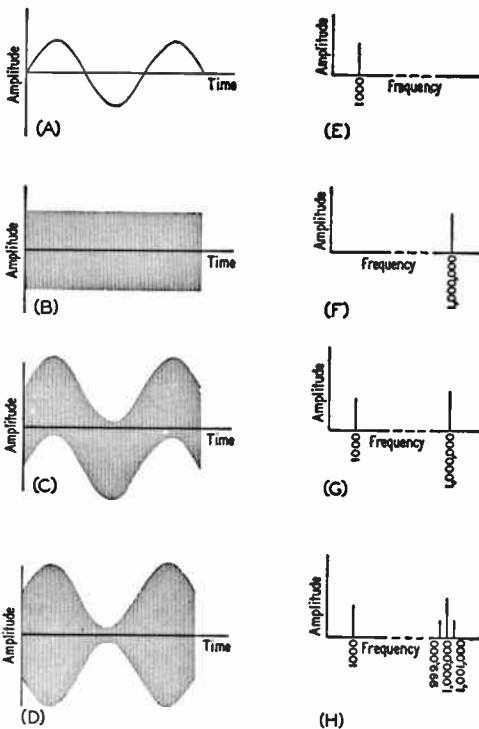 Amplitude
Time
(A)
Amplitude
1000
Frequency
(E)
Amplitude
Time
(B)
Amplitude
Frequency
1,000,000
(F)
Amplitude
Time
(C)
Amplitude
1000
Frequency
1,000,000
(G)
Amplitude
Time
(D)
Amplitude
1000
Frequency
999,000
1,000,000
1,001,000
(H)